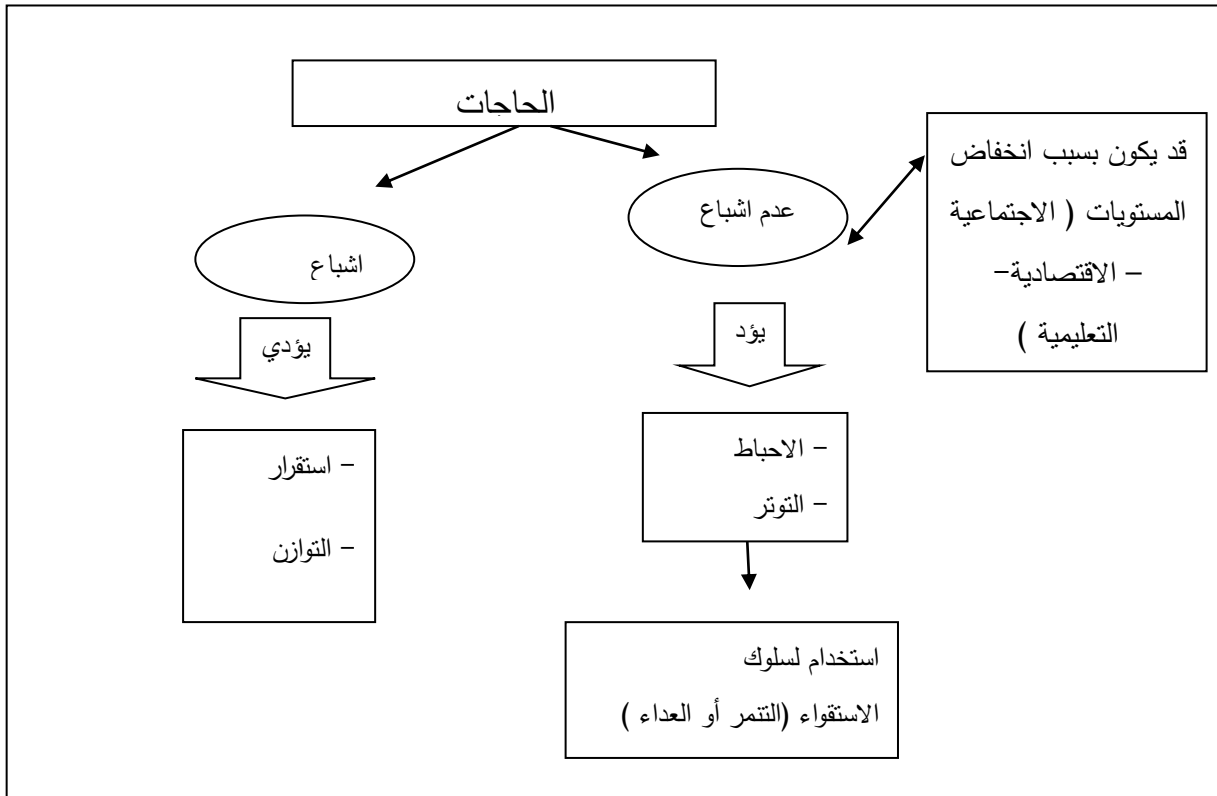 الحاجات
قد يكون بسبب انخفاض
المستويات ( الاجتماعية
– الاقتصادية-
التعليمية )
عدم اشباع
اشباع
يؤد
يؤدي
– الاحباط
– التوتر
– استقرار
– التوازن
استخدام لسلوك
الاستقواء (التنمر أو العداء )